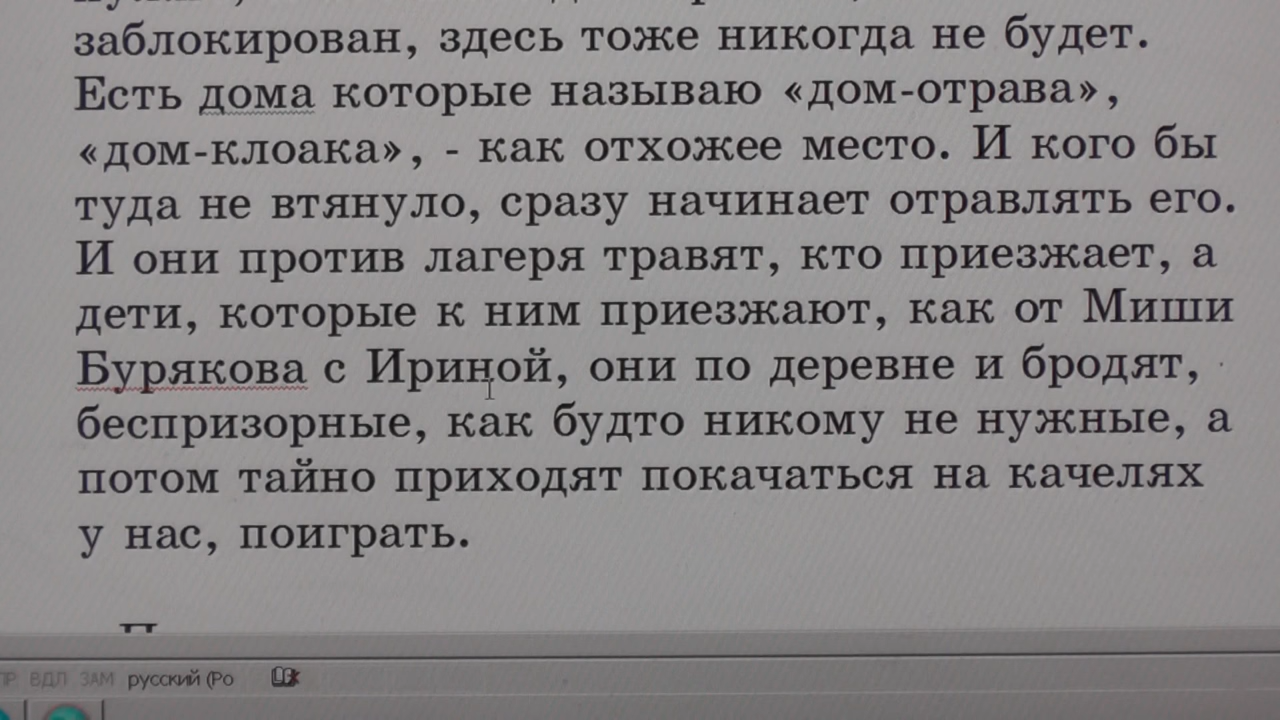 заблокирован, здесь тоже никогда не будет.
Есть дома которые называю «дом-отрава»,
«дом-клоака», - как отхожее место. И кого бы
туда не втянуло, сразу начинает отравлять его.
И они против лагеря травят, кто приезжает, а
дети, которые к ним приезжают, как от Миши
Бурякова с Ириной, они по деревне и бродят,
беспризорные, как будто никому не нужные, а
потом тайно приходят покачаться на качелях
у нас, поиграть.
ВДЛ ЗАМ русский (Ро